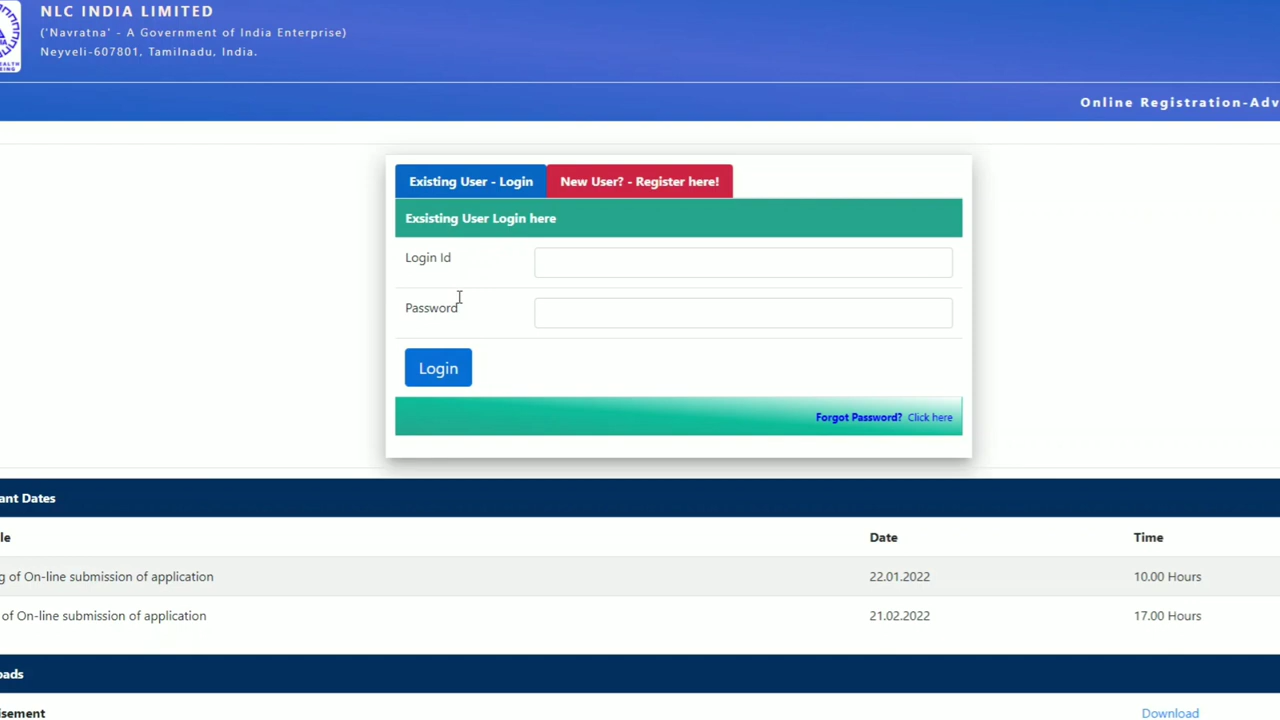 NLC INDIA LIMITED
('Navratna' - A Government of India Enterprise)
Neyveli-607801, Tamilnadu, India.
Online Registration-Adv
Existing User - Login
New User? - Register here!
Exsisting User Login here
Login Id
Password
Login
Forgot Password? Click here
ant Dates
le Date Time
g of On-line submission of application 22.01.2022 10.00 Hours
of On-line submission of application 21.02.2022 17.00 Hours
oads
isement Download